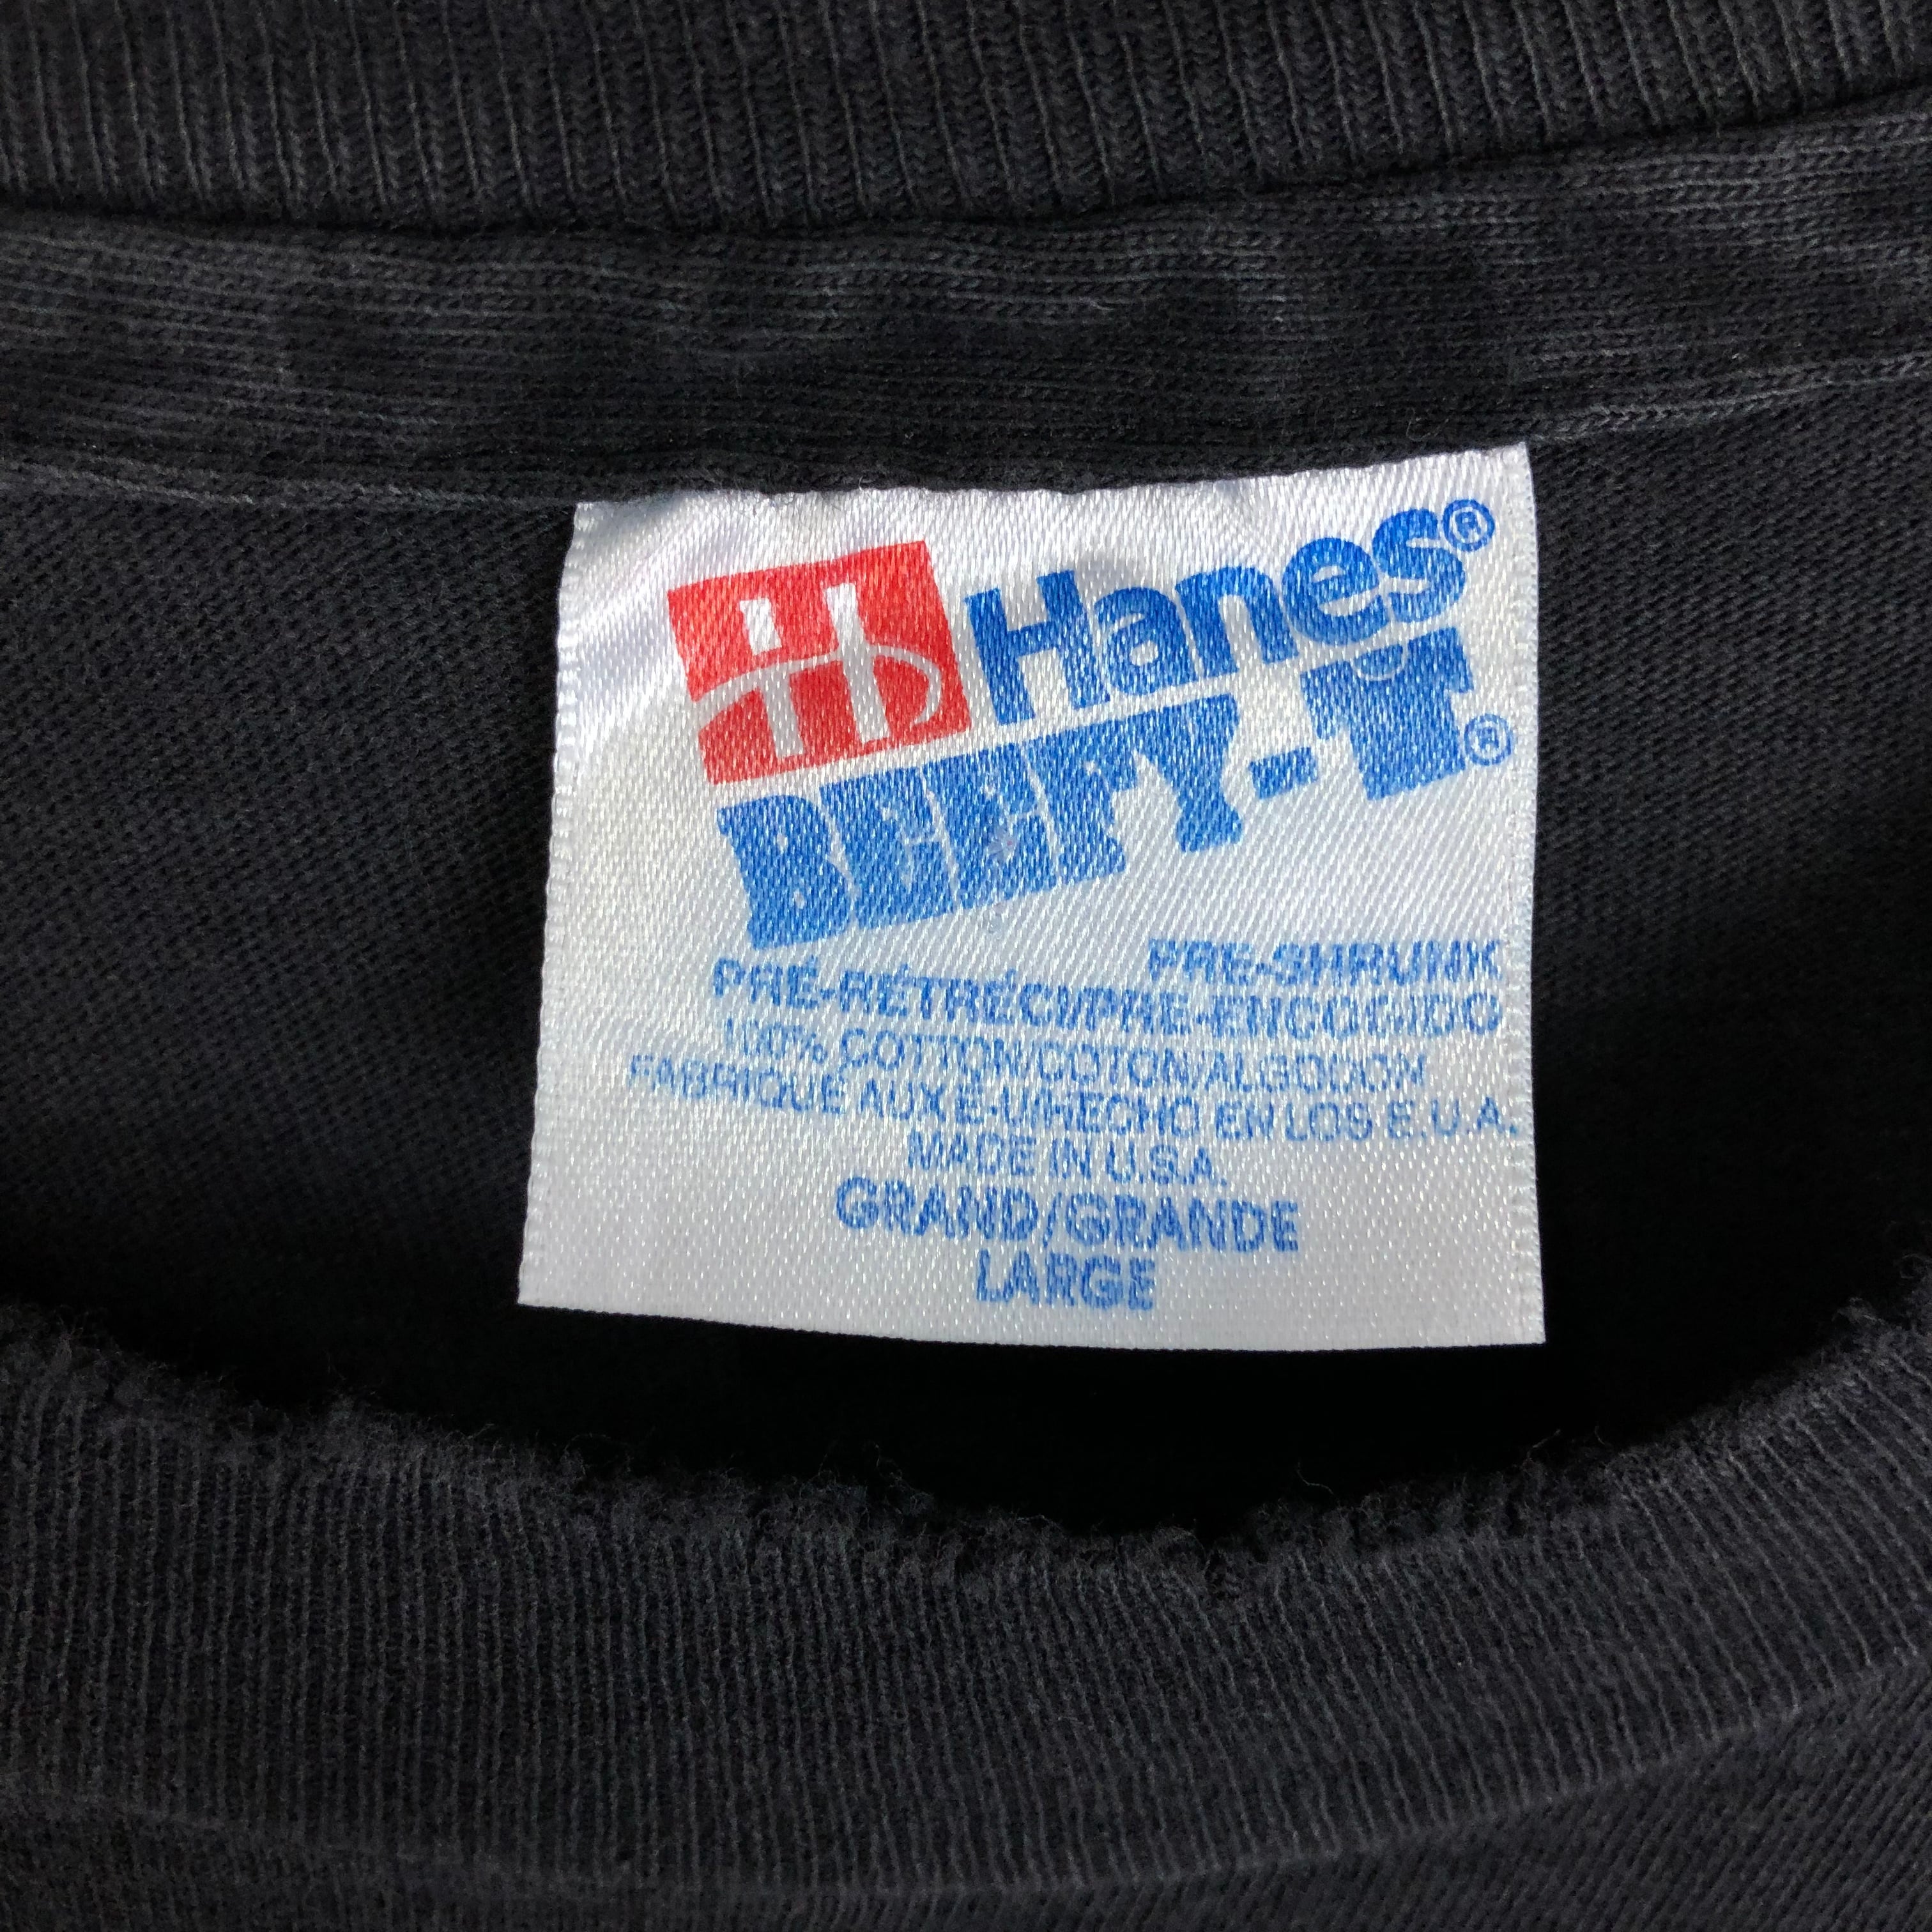 Hanes®
BEEFY-T®
PRE-SHRUNK
PRÉ-RÉTRÉCI/PRE-ENCOGIDO
100% COTTON/COTON/ALGODON
FABRIQUE AUX E-U/HECHO EN LOS E.U.A.
MADE IN U.S.A.
GRAND/GRANDE
LARGE